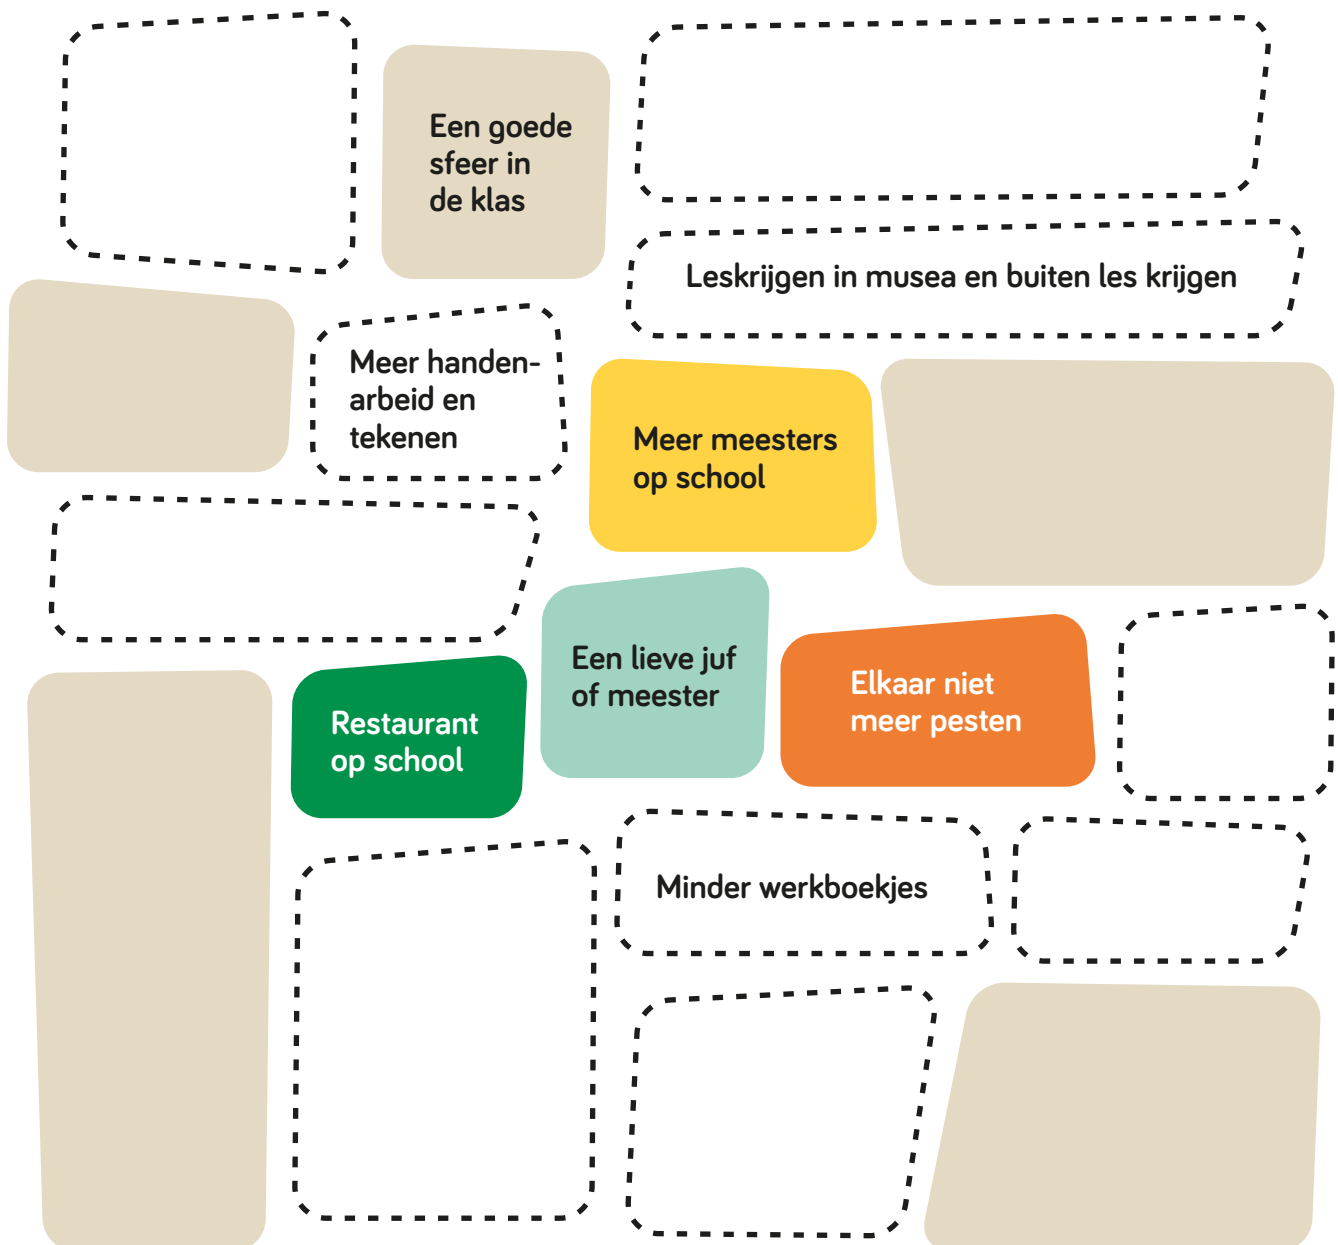 Een goede
sfeer in
de klas
Leskrijgen in musea en buiten les krijgen
Meer handen-
arbeid en
tekenen
Meer meesters
op school
Een lieve juf
of meester
Elkaar niet
meer pesten
Restaurant
op school
Minder werkboekjes